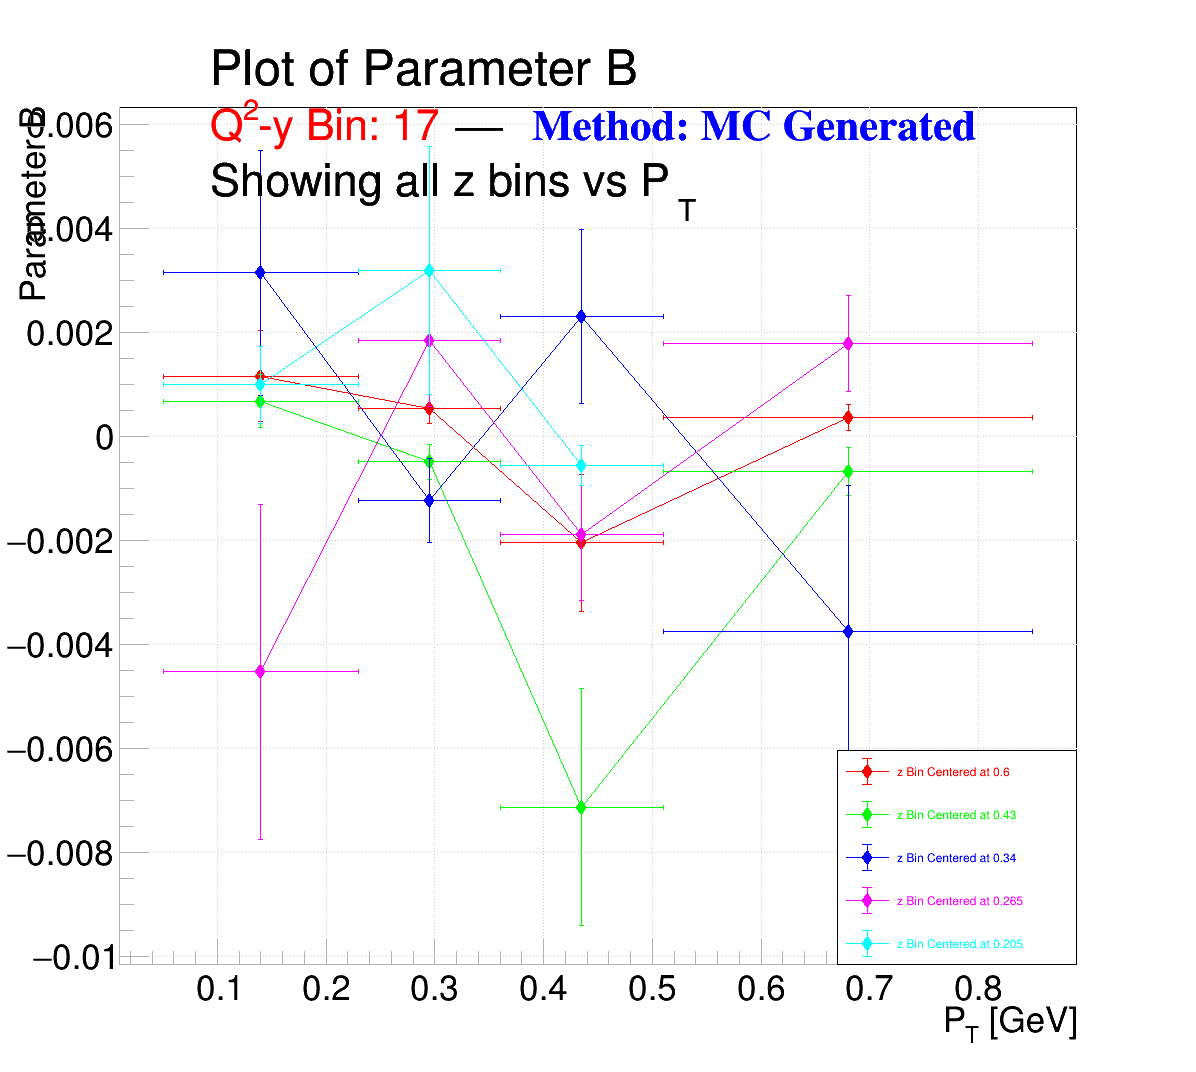 Plot of Parameter B
Q²-y Bin: 17 — Method: MC Generated
Showing all z bins vs P_T
Parameter B
0.006
0.004
0.002
0
−0.002
−0.004
−0.006
−0.008
−0.01
0.1 0.2 0.3 0.4 0.5 0.6 0.7 0.8
P_T [GeV]
z Bin Centered at 0.6
z Bin Centered at 0.43
z Bin Centered at 0.34
z Bin Centered at 0.265
z Bin Centered at 0.205